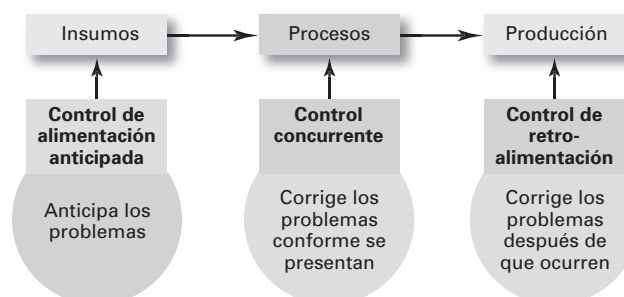 Insumos
Procesos
Producción
Control de
alimentación
anticipada
Control
concurrente
Control de
retro-
alimentación
Anticipa los
problemas
Corrige los
problemas
conforme se
presentan
Corrige los
problemas
después de
que ocurren